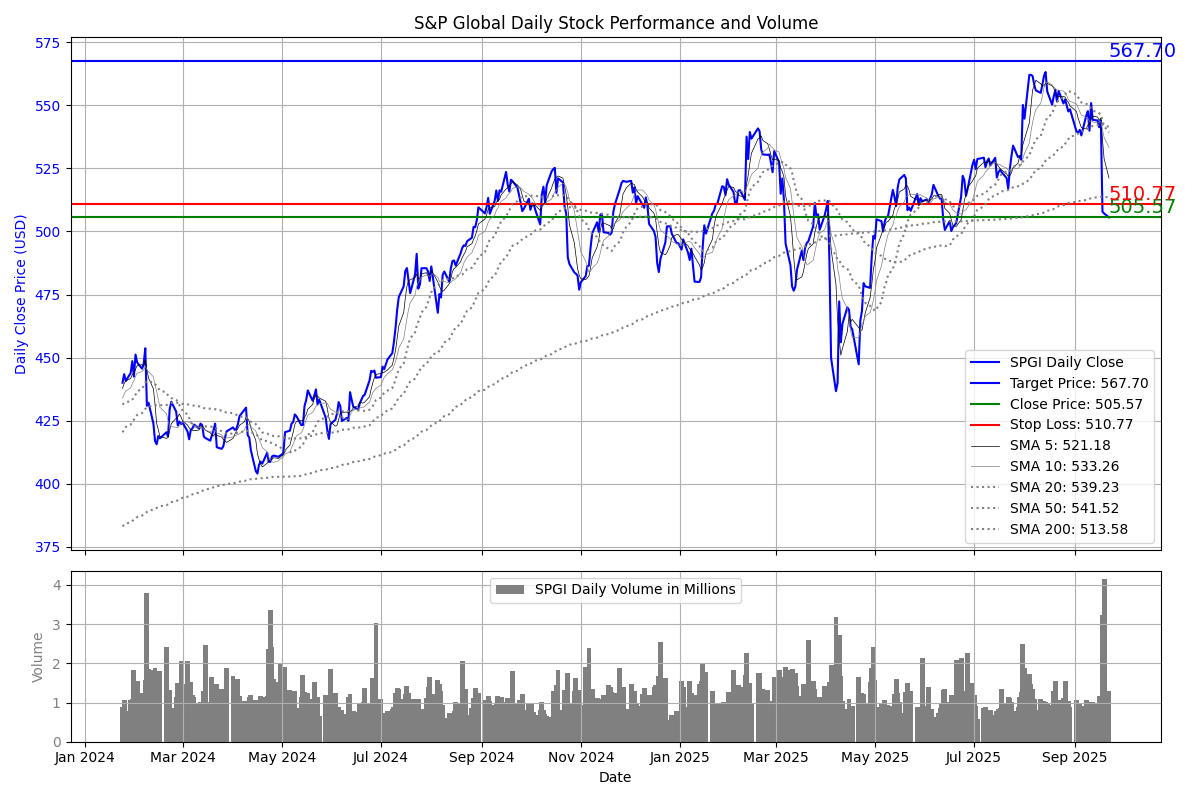 S&P Global Daily Stock Performance and Volume
575
550
525
500
475
450
425
400
375
Daily Close Price (USD)
567.70
510.77
505.57
SPGI Daily Close
Target Price: 567.70
Close Price: 505.57
Stop Loss: 510.77
SMA 5: 521.18
SMA 10: 533.26
SMA 20: 539.23
SMA 50: 541.52
SMA 200: 513.58
4
3
2
1
0
Volume
SPGI Daily Volume in Millions
Jan 2024 Mar 2024 May 2024 Jul 2024 Sep 2024 Nov 2024 Jan 2025 Mar 2025 May 2025 Jul 2025 Sep 2025
Date